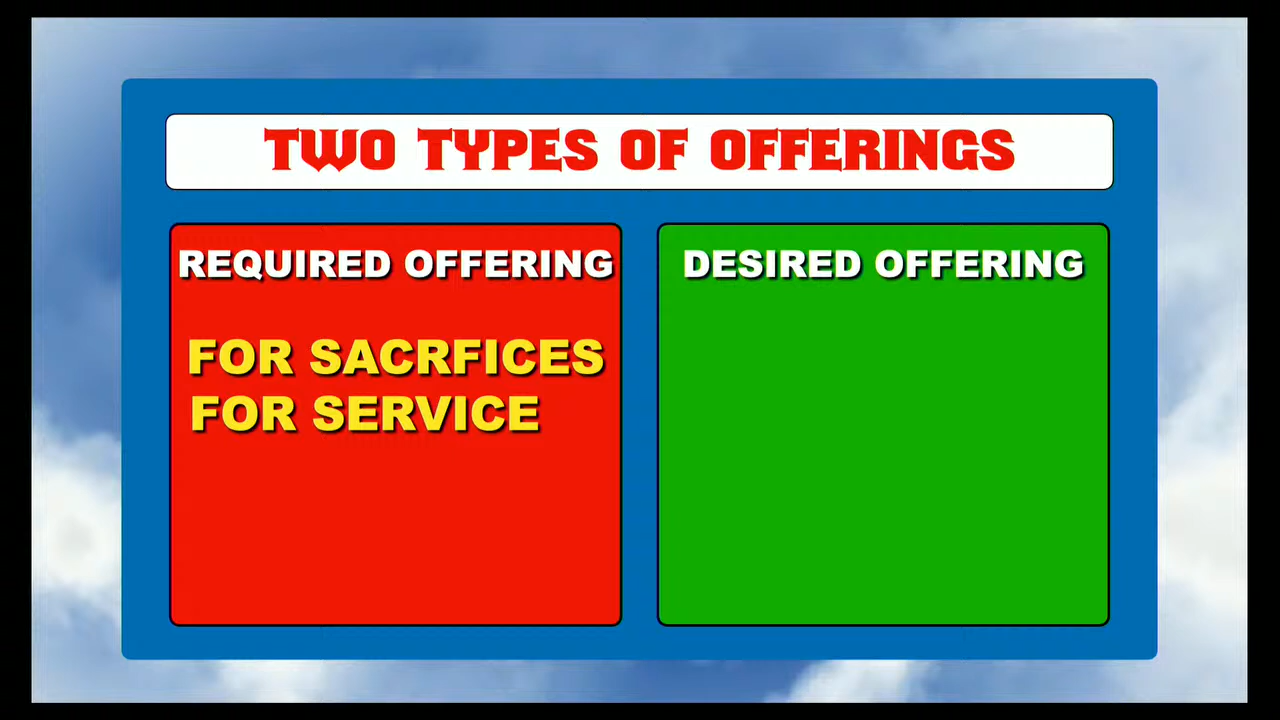 TWO TYPES OF OFFERINGS
REQUIRED OFFERING
FOR SACRFICES
FOR SERVICE
DESIRED OFFERING